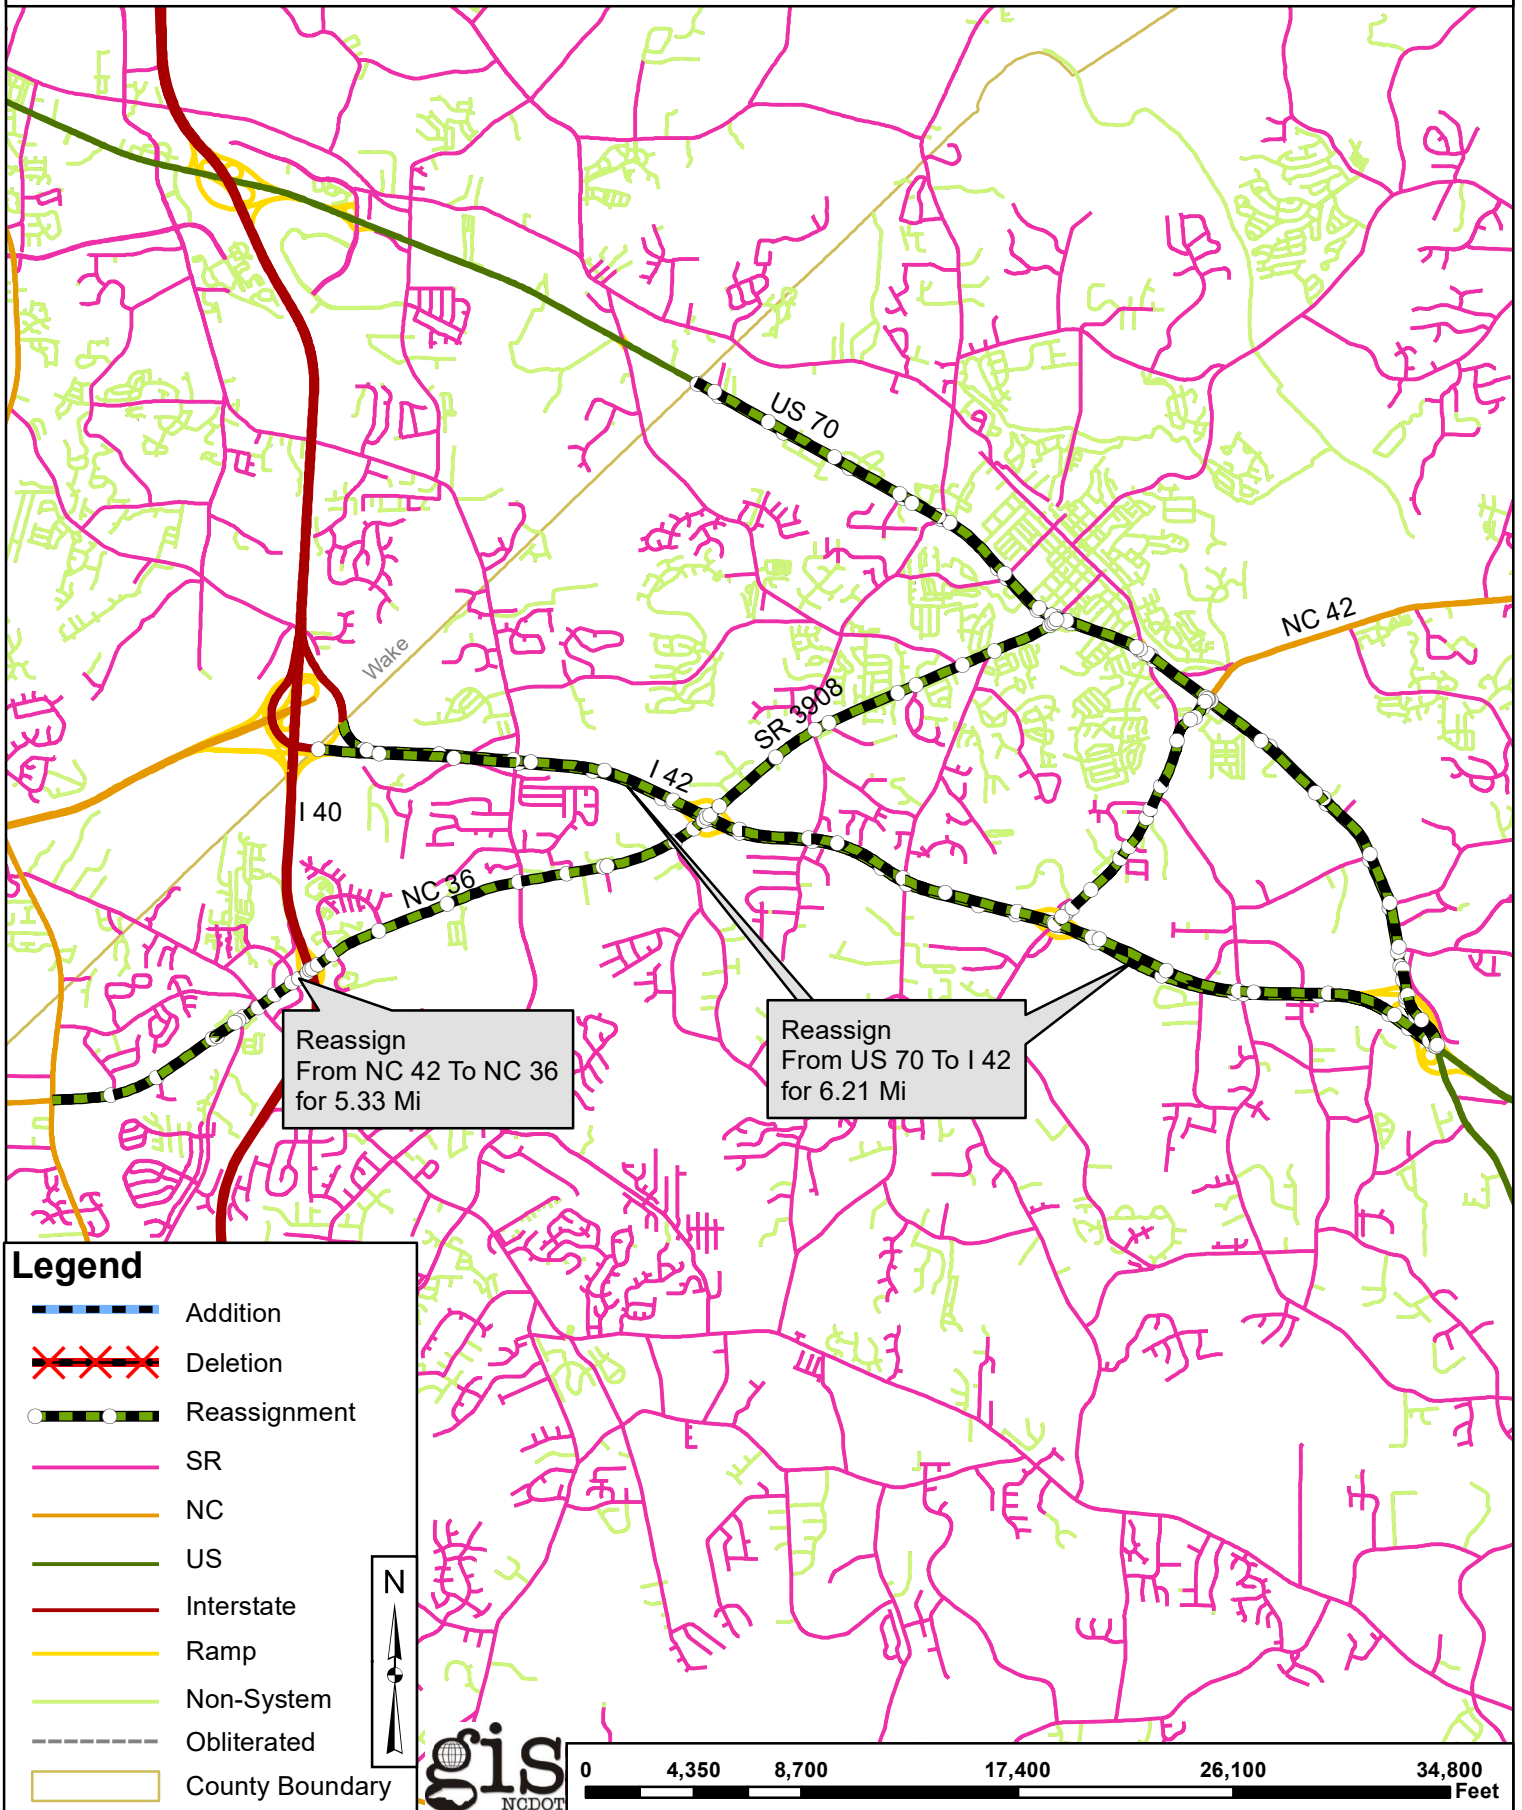 US 70
NC 42
Wake
SR 3908
I 42
I 40
NC 36
Reassign
From NC 42 To NC 36
for 5.33 Mi
Reassign
From US 70 To I 42
for 6.21 Mi
Legend
Addition
Deletion
Reassignment
SR
NC
US
Interstate
Ramp
Non-System
Obliterated
County Boundary
N
gis
NCDOT
0 4,350 8,700 17,400 26,100 34,800
Feet